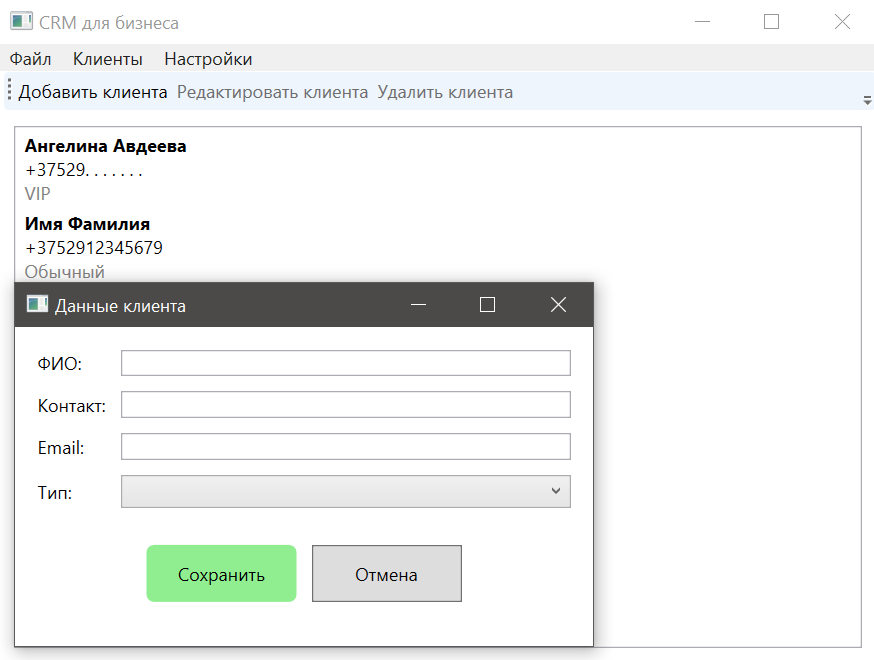 CRM для бизнеса
Файл Клиенты Настройки
Добавить клиента Редактировать клиента Удалить клиента
Ангелина Авдеева
+37529. . . . . . .
VIP
Имя Фамилия
+3752912345679
Обычный
Данные клиента
ФИО:
Контакт:
Email:
Тип:
Сохранить Отмена